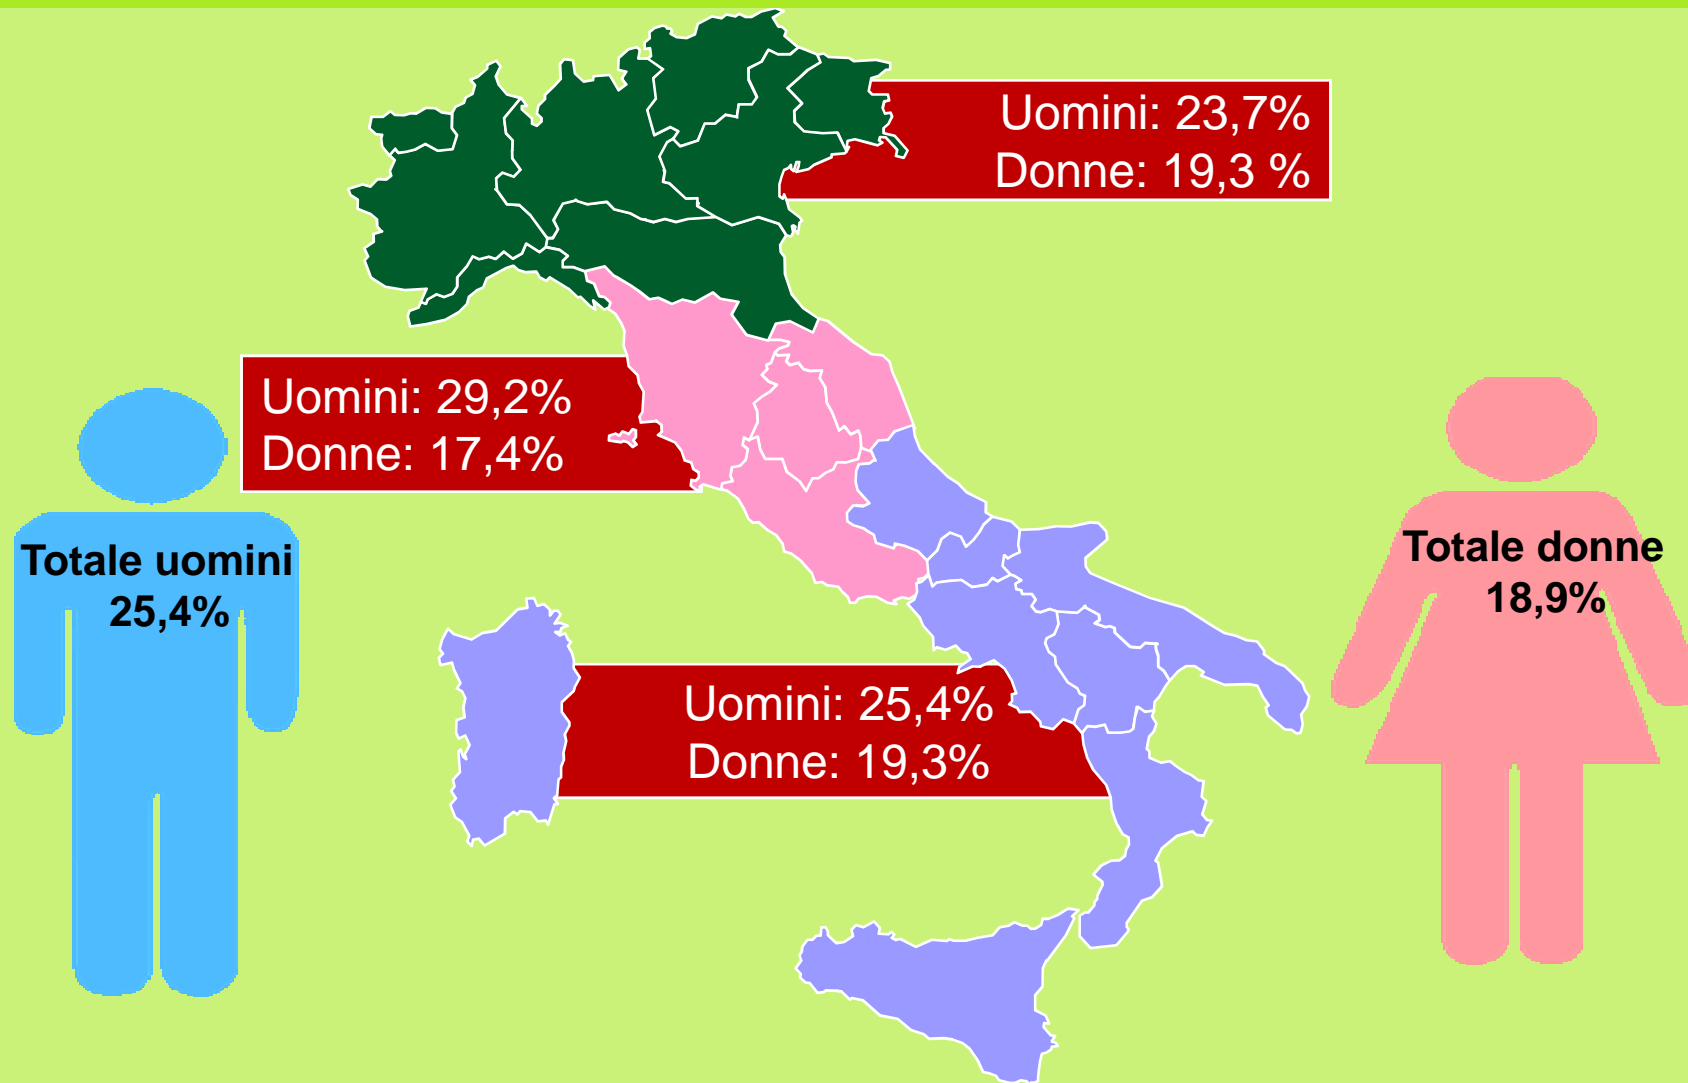 Uomini: 23,7%
Donne: 19,3 %
Uomini: 29,2%
Donne: 17,4%
Totale uomini
25,4%
Totale donne
18,9%
Uomini: 25,4%
Donne: 19,3%